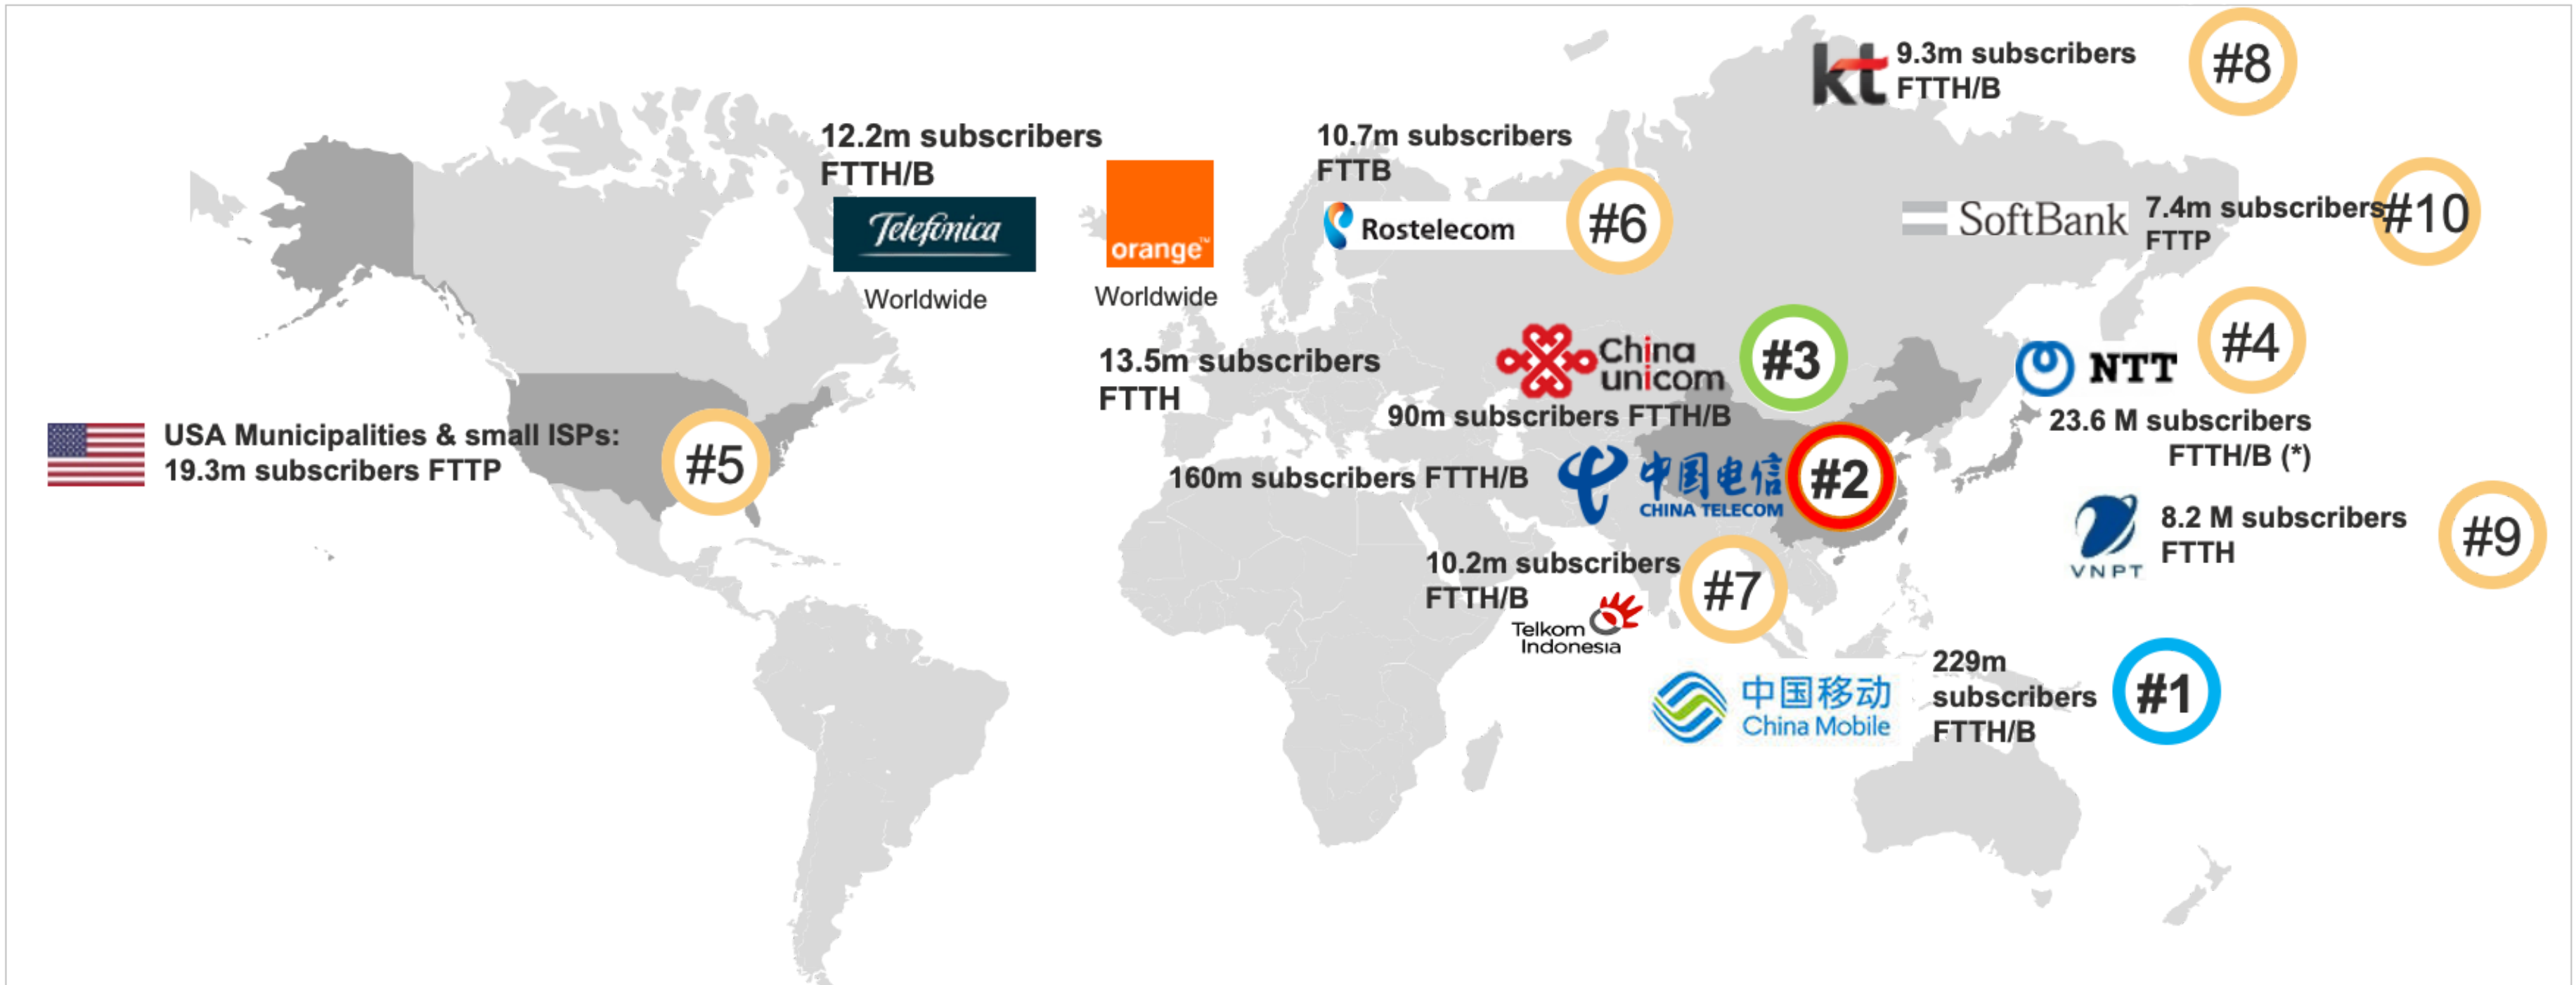 kt
9.3m subscribers
FTTH/B
#8
12.2m subscribers
FTTH/B
Telefónica
Worldwide
orange™
Worldwide
13.5m subscribers
FTTH
10.7m subscribers
FTTB
Rostelecom
#6
SoftBank
7.4m subscribers
FTTP
#10
China
unicom
#3
90m subscribers FTTH/B
NTT
#4
23.6 M subscribers
FTTH/B (*)
USA Municipalities & small ISPs:
19.3m subscribers FTTP
#5
160m subscribers FTTH/B
中国电信
CHINA TELECOM
#2
VNPT
8.2 M subscribers
FTTH
#9
10.2m subscribers
FTTH/B
Telkom
Indonesia
#7
中国移动
China Mobile
229m
subscribers
FTTH/B
#1